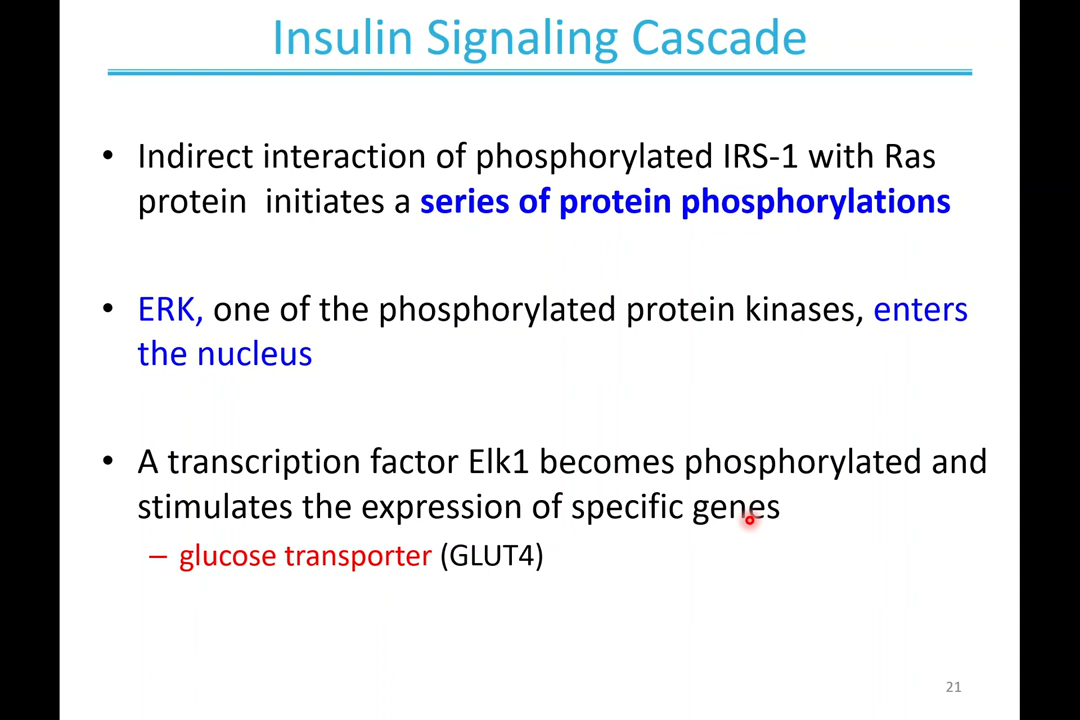 Insulin Signaling Cascade
• Indirect interaction of phosphorylated IRS-1 with Ras
protein initiates a series of protein phosphorylations
• ERK, one of the phosphorylated protein kinases, enters
the nucleus
• A transcription factor Elk1 becomes phosphorylated and
stimulates the expression of specific genes
– glucose transporter (GLUT4)
21